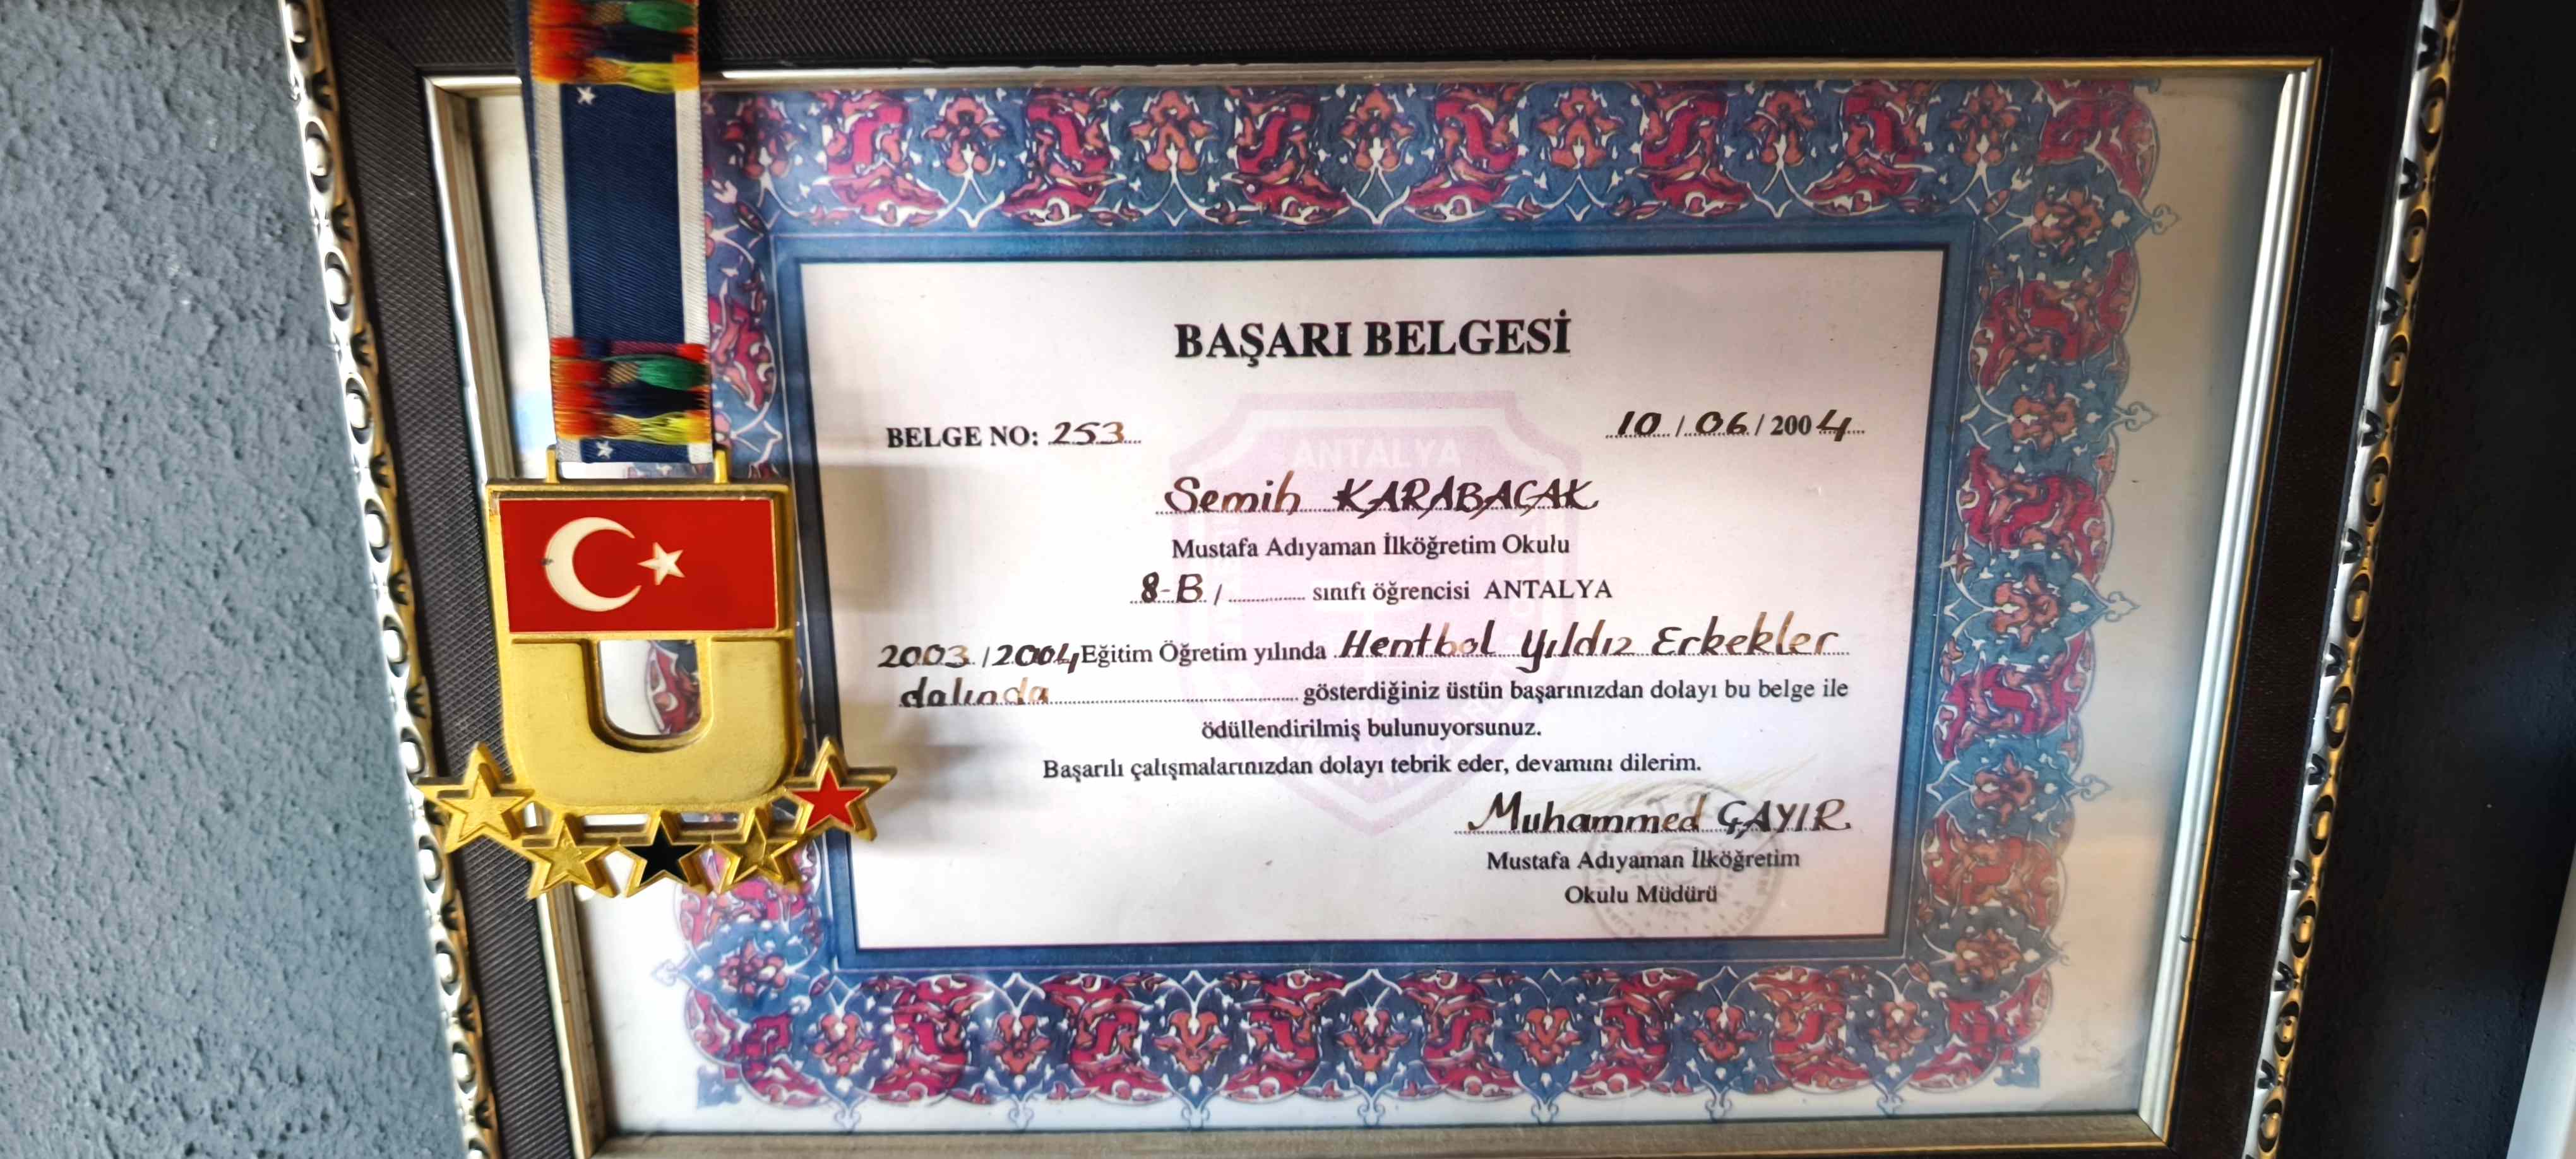 BAŞARI BELGESİ
BELGE NO: 253
10 / 06 / 2004
ANTALYA
Semih KARABACAK
Mustafa Adıyaman İlköğretim Okulu
8-B / ............ sınıfı öğrencisi ANTALYA
2003 / 2004 Eğitim Öğretim yılında Hentbol Yıldız Erkekler
dalında ............ gösterdiğiniz üstün başarınızdan dolayı bu belge ile
ödüllendirilmiş bulunuyorsunuz.
Başarılı çalışmalarınızdan dolayı tebrik eder, devamını dilerim.
Muhammed ÇAYIR
Mustafa Adıyaman İlköğretim
Okulu Müdürü